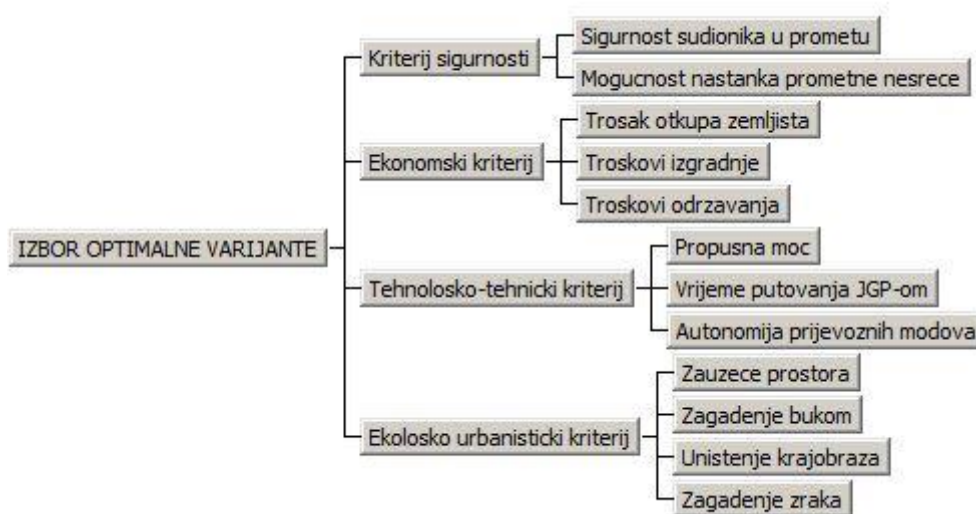 Kriterij sigurnosti
Sigurnost sudionika u prometu
Mogucnost nastanka prometne nesrece
Ekonomski kriterij
Trosak otkupa zemljista
Troskovi izgradnje
Troskovi odrzavanja
IZBOR OPTIMALNE VARIJANTE
Tehnolosko-tehnicki kriterij
Propusna moc
Vrijeme putovanja JGP-om
Autonomija prijevoznih modova
Ekolosko urbanisticki kriterij
Zauzece prostora
Zagadenje bukom
Unistenje krajobraza
Zagadenje zraka